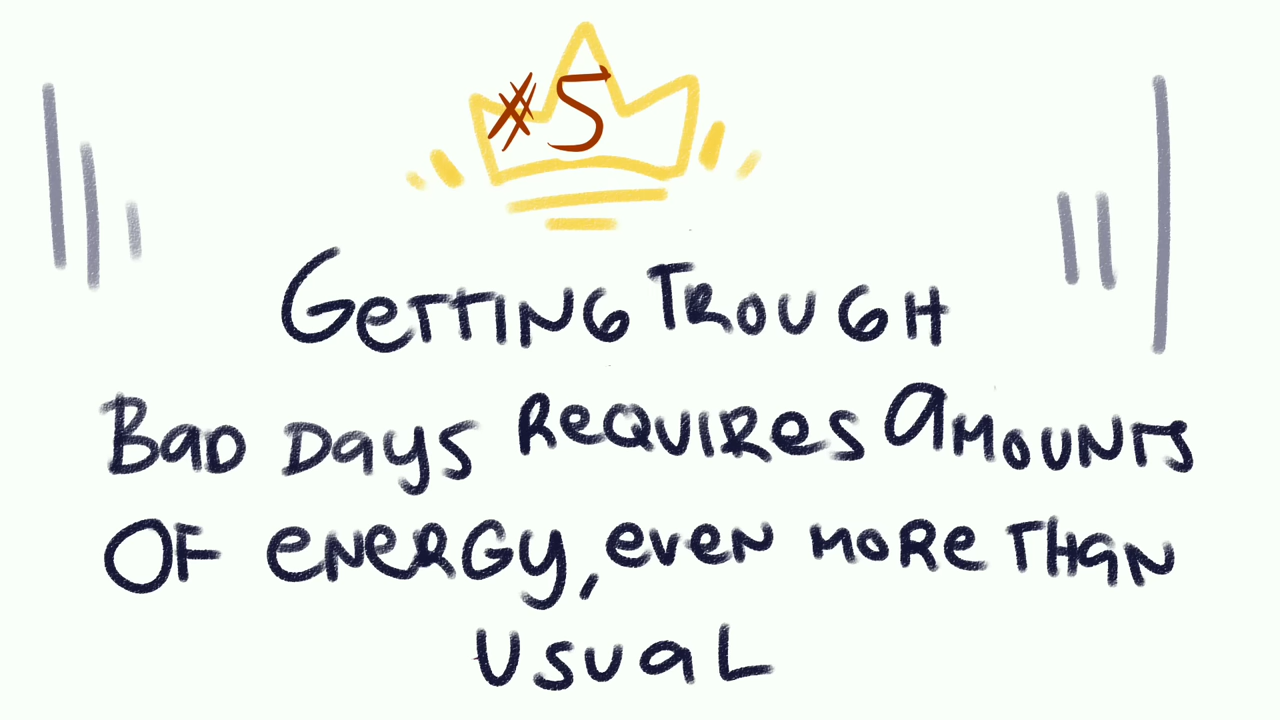 #5
Getting Trough
Bad days requires amounts
of energy, even more than
usual